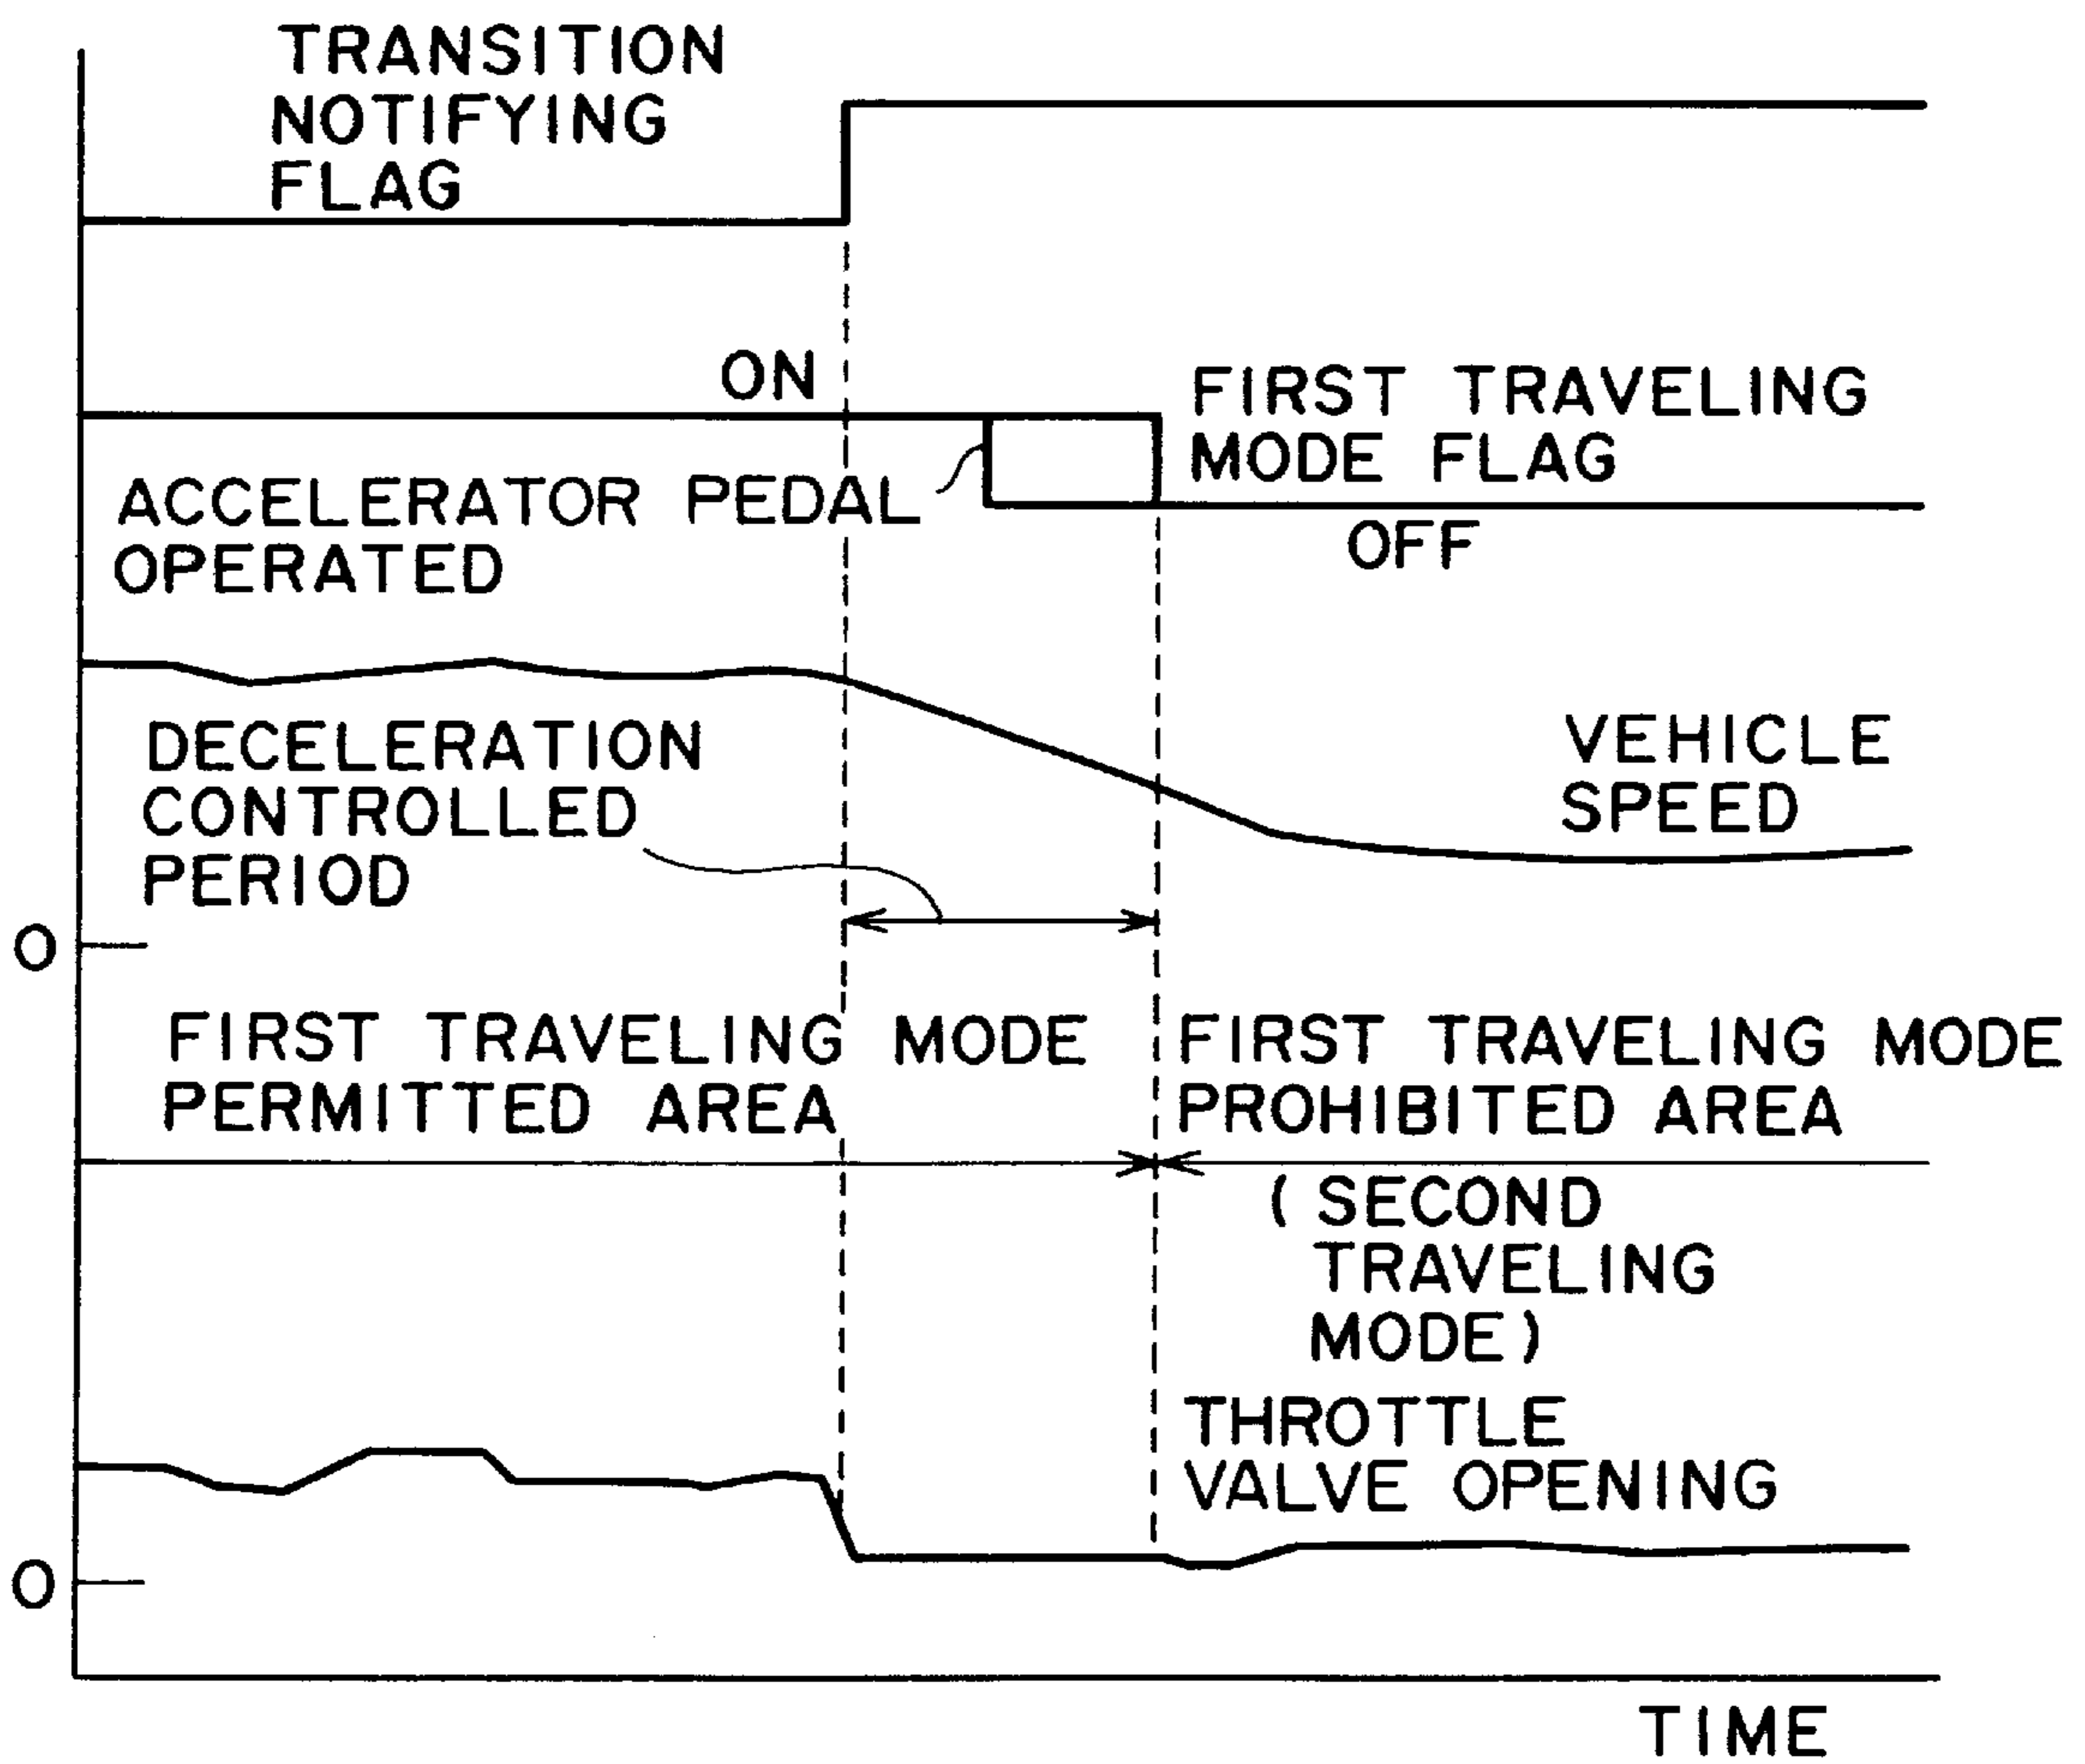 TRANSITION
NOTIFYING
FLAG
ON
FIRST TRAVELING
MODE FLAG
ACCELERATOR PEDAL
OPERATED
OFF
DECELERATION
CONTROLLED
PERIOD
VEHICLE
SPEED
0
FIRST TRAVELING MODE
PERMITTED AREA
FIRST TRAVELING MODE
PROHIBITED AREA
(SECOND
TRAVELING
MODE)
THROTTLE
VALVE OPENING
0
TIME